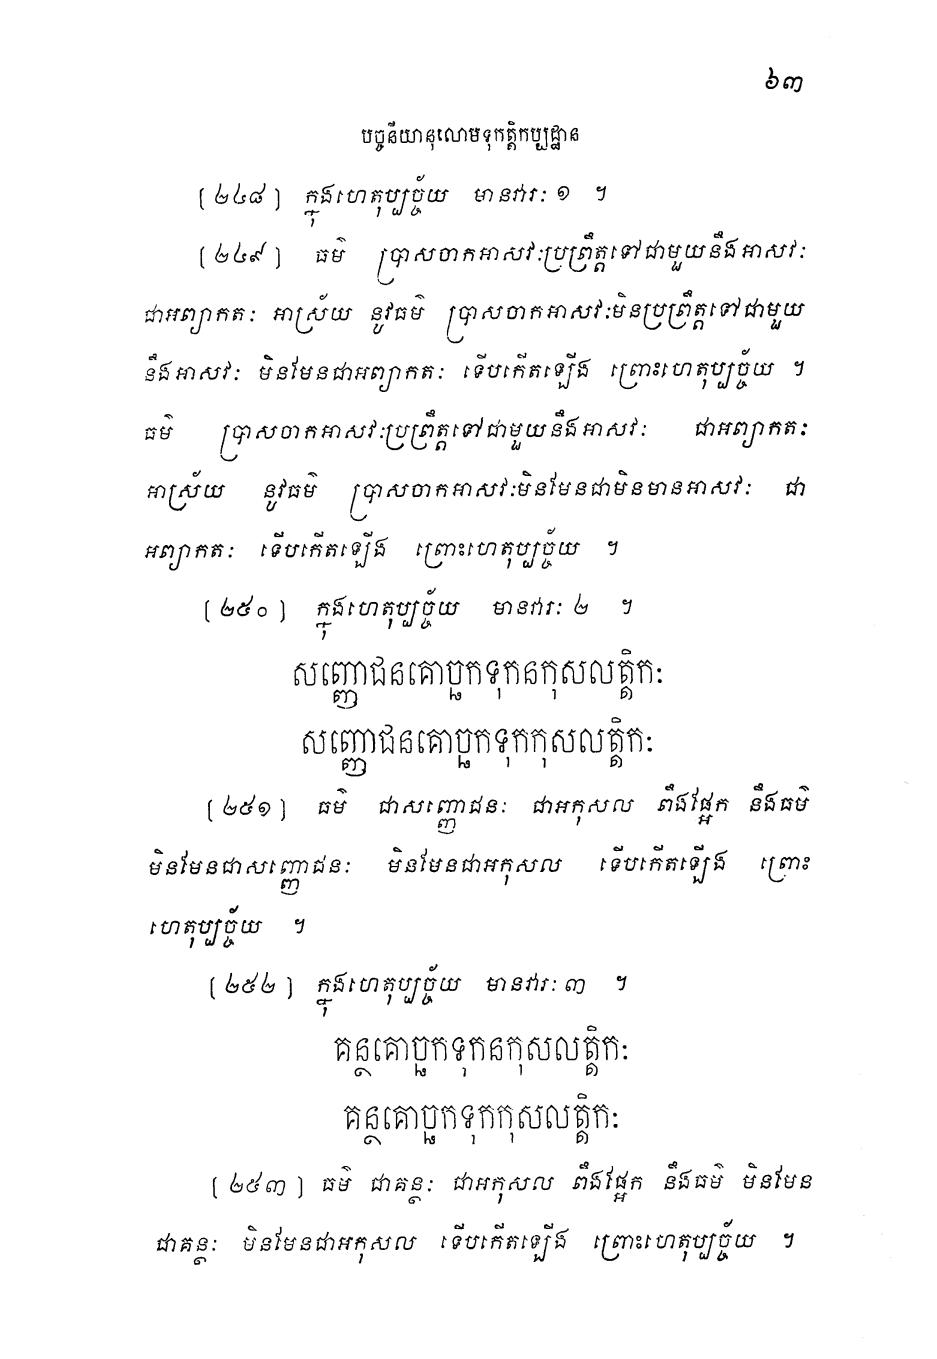 ៦៣
បច្ចនីយានុលោមទុកត្តិកប្បដ្ឋាន
(២៤៨) ក្នុងហេតុប្បច្ច័យ មានវារៈ ១ ។
(២៤៩) ធម៌ ប្រាសចាកអាសវៈប្រព្រឹត្តទៅជាមួយនឹងអាសវៈ
ជាអព្យាកតៈ អាស្រ័យ នូវធម៌ ប្រាសចាកអាសវៈមិនប្រព្រឹត្តទៅជាមួយ
នឹងអាសវៈ មិនមែនជាអព្យាកតៈ ទើបកើតឡើង ព្រោះហេតុប្បច្ច័យ ។
ធម៌ ប្រាសចាកអាសវៈប្រព្រឹត្តទៅជាមួយនឹងអាសវៈ ជាអព្យាកតៈ
អាស្រ័យ នូវធម៌ ប្រាសចាកអាសវៈមិនមែនជាមិនមានអាសវៈ ជា
អព្យាកតៈ ទើបកើតឡើង ព្រោះហេតុប្បច្ច័យ ។
(២៥០) ក្នុងហេតុប្បច្ច័យ មានវារៈ ២ ។
សញ្ញោជនគោច្ឆកទុកនកុសលត្តិកៈ
សញ្ញោជនគោច្ឆកទុកកុសលត្តិកៈ
(២៥១) ធម៌ ជាសញ្ញោជនៈ ជាអកុសល ពឹងផ្អែក នឹងធម៌
មិនមែនជាសញ្ញោជនៈ មិនមែនជាអកុសល ទើបកើតឡើង ព្រោះ
ហេតុប្បច្ច័យ ។
(២៥២) ក្នុងហេតុប្បច្ច័យ មានវារៈ ៣ ។
គន្ថគោច្ឆកទុកនកុសលត្តិកៈ
គន្ថគោច្ឆកទុកកុសលត្តិកៈ
(២៥៣) ធម៌ ជាគន្ថៈ ជាអកុសល ពឹងផ្អែក នឹងធម៌ មិនមែន
ជាគន្ថៈ មិនមែនជាអកុសល ទើបកើតឡើង ព្រោះហេតុប្បច្ច័យ ។